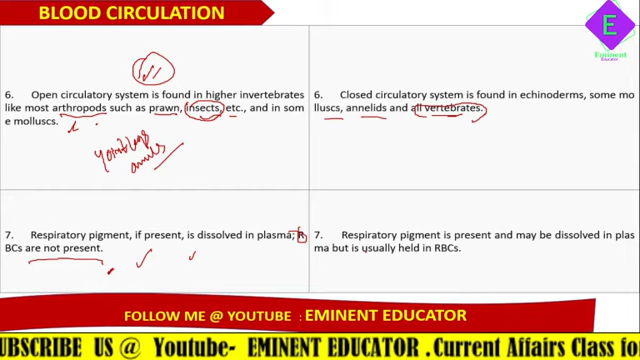 BLOOD CIRCULATION
E
Eminent
6. Open circulatory system is found in higher invertebrates
like most arthropods such as prawn, insects, etc., and in som
e molluscs.
6. Closed circulatory system is found in echinoderms, some mo
lluscs, annelids and all vertebrates.
7. Respiratory pigment, if present, is dissolved in plasma; R
BCs are not present.
7. Respiratory pigment is present and may be dissolved in plas
ma but is usually held in RBCs.
FOLLOW ME @ YOUTUBE : EMINENT EDUCATOR
SUBSCRIBE US @ Youtube- EMINENT EDUCATOR .Current Affairs Class fo